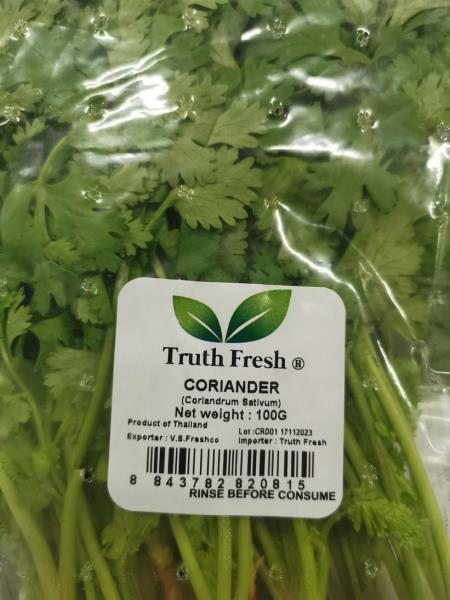 Truth Fresh ®
CORIANDER
(Coriandrum Sativum)
Net weight : 100G
Product of Thailand
Lot :CRD01 17112023
Exporter : V.S.Freshco
Importer : Truth Fresh
8 843782 820815
RINSE BEFORE CONSUME